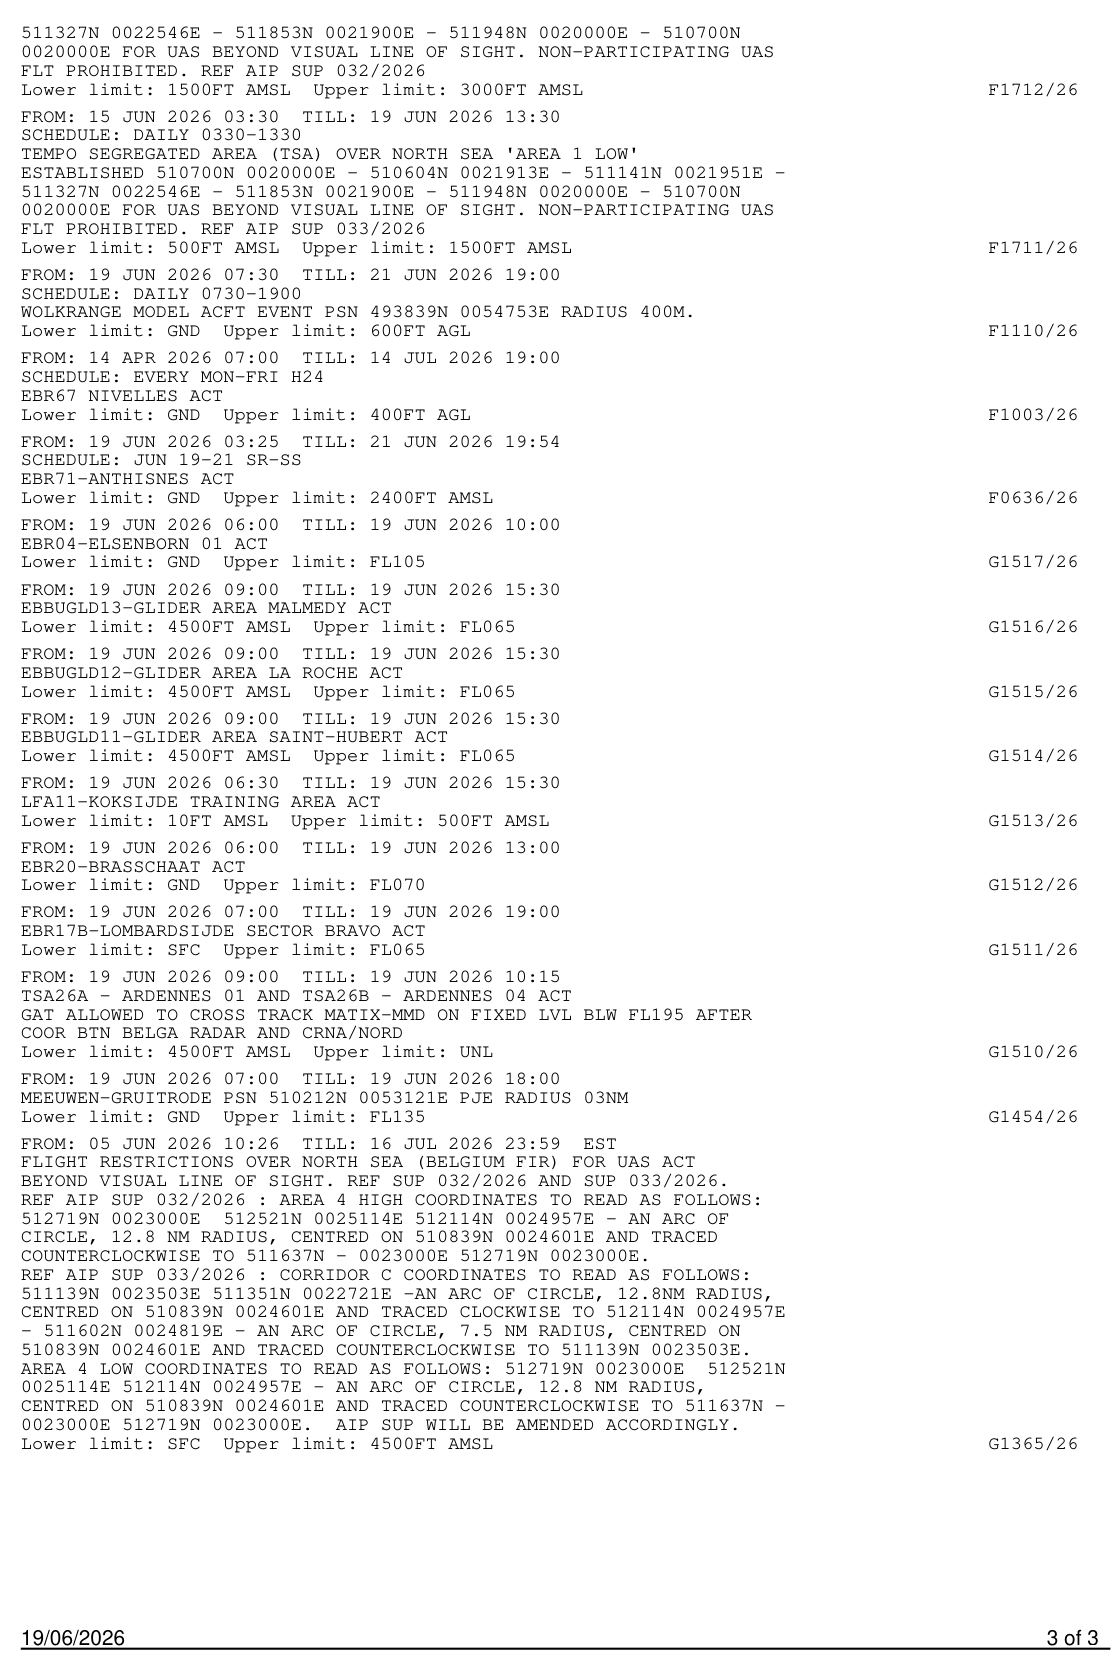 511327N 0022546E - 511853N 0021900E - 511948N 0020000E - 510700N
0020000E FOR UAS BEYOND VISUAL LINE OF SIGHT. NON-PARTICIPATING UAS
FLT PROHIBITED. REF AIP SUP 032/2026
Lower limit: 1500FT AMSL  Upper limit: 3000FT AMSL F1712/26
FROM: 15 JUN 2026 03:30  TILL: 19 JUN 2026 13:30
SCHEDULE: DAILY 0330-1330
TEMPO SEGREGATED AREA (TSA) OVER NORTH SEA 'AREA 1 LOW'
ESTABLISHED 510700N 0020000E - 510604N 0021913E - 511141N 0021951E -
511327N 0022546E - 511853N 0021900E - 511948N 0020000E - 510700N
0020000E FOR UAS BEYOND VISUAL LINE OF SIGHT. NON-PARTICIPATING UAS
FLT PROHIBITED. REF AIP SUP 033/2026
Lower limit: 500FT AMSL  Upper limit: 1500FT AMSL F1711/26
FROM: 19 JUN 2026 07:30  TILL: 21 JUN 2026 19:00
SCHEDULE: DAILY 0730-1900
WOLKRANGE MODEL ACFT EVENT PSN 493839N 0054753E RADIUS 400M.
Lower limit: GND  Upper limit: 600FT AGL F1110/26
FROM: 14 APR 2026 07:00  TILL: 14 JUL 2026 19:00
SCHEDULE: EVERY MON-FRI H24
EBR67 NIVELLES ACT
Lower limit: GND  Upper limit: 400FT AGL F1003/26
FROM: 19 JUN 2026 03:25  TILL: 21 JUN 2026 19:54
SCHEDULE: JUN 19-21 SR-SS
EBR71-ANTHISNES ACT
Lower limit: GND  Upper limit: 2400FT AMSL F0636/26
FROM: 19 JUN 2026 06:00  TILL: 19 JUN 2026 10:00
EBR04-ELSENBORN 01 ACT
Lower limit: GND  Upper limit: FL105 G1517/26
FROM: 19 JUN 2026 09:00  TILL: 19 JUN 2026 15:30
EBBUGLD13-GLIDER AREA MALMEDY ACT
Lower limit: 4500FT AMSL  Upper limit: FL065 G1516/26
FROM: 19 JUN 2026 09:00  TILL: 19 JUN 2026 15:30
EBBUGLD12-GLIDER AREA LA ROCHE ACT
Lower limit: 4500FT AMSL  Upper limit: FL065 G1515/26
FROM: 19 JUN 2026 09:00  TILL: 19 JUN 2026 15:30
EBBUGLD11-GLIDER AREA SAINT-HUBERT ACT
Lower limit: 4500FT AMSL  Upper limit: FL065 G1514/26
FROM: 19 JUN 2026 06:30  TILL: 19 JUN 2026 15:30
LFA11-KOKSIJDE TRAINING AREA ACT
Lower limit: 10FT AMSL  Upper limit: 500FT AMSL G1513/26
FROM: 19 JUN 2026 06:00  TILL: 19 JUN 2026 13:00
EBR20-BRASSCHAAT ACT
Lower limit: GND  Upper limit: FL070 G1512/26
FROM: 19 JUN 2026 07:00  TILL: 19 JUN 2026 19:00
EBR17B-LOMBARDSIJDE SECTOR BRAVO ACT
Lower limit: SFC  Upper limit: FL065 G1511/26
FROM: 19 JUN 2026 09:00  TILL: 19 JUN 2026 10:15
TSA26A - ARDENNES 01 AND TSA26B - ARDENNES 04 ACT
GAT ALLOWED TO CROSS TRACK MATIX-MMD ON FIXED LVL BLW FL195 AFTER
COOR BTN BELGA RADAR AND CRNA/NORD
Lower limit: 4500FT AMSL  Upper limit: UNL G1510/26
FROM: 19 JUN 2026 07:00  TILL: 19 JUN 2026 18:00
MEEUWEN-GRUITRODE PSN 510212N 0053121E PJE RADIUS 03NM
Lower limit: GND  Upper limit: FL135 G1454/26
FROM: 05 JUN 2026 10:26  TILL: 16 JUL 2026 23:59  EST
FLIGHT RESTRICTIONS OVER NORTH SEA (BELGIUM FIR) FOR UAS ACT
BEYOND VISUAL LINE OF SIGHT. REF SUP 032/2026 AND SUP 033/2026.
REF AIP SUP 032/2026 : AREA 4 HIGH COORDINATES TO READ AS FOLLOWS:
512719N 0023000E  512521N 0025114E 512114N 0024957E - AN ARC OF
CIRCLE, 12.8 NM RADIUS, CENTRED ON 510839N 0024601E AND TRACED
COUNTERCLOCKWISE TO 511637N - 0023000E 512719N 0023000E.
REF AIP SUP 033/2026 : CORRIDOR C COORDINATES TO READ AS FOLLOWS:
511139N 0023503E 511351N 0022721E -AN ARC OF CIRCLE, 12.8NM RADIUS,
CENTRED ON 510839N 0024601E AND TRACED CLOCKWISE TO 512114N 0024957E
- 511602N 0024819E - AN ARC OF CIRCLE, 7.5 NM RADIUS, CENTRED ON
510839N 0024601E AND TRACED COUNTERCLOCKWISE TO 511139N 0023503E.
AREA 4 LOW COORDINATES TO READ AS FOLLOWS: 512719N 0023000E  512521N
0025114E 512114N 0024957E - AN ARC OF CIRCLE, 12.8 NM RADIUS,
CENTRED ON 510839N 0024601E AND TRACED COUNTERCLOCKWISE TO 511637N -
0023000E 512719N 0023000E.  AIP SUP WILL BE AMENDED ACCORDINGLY.
Lower limit: SFC  Upper limit: 4500FT AMSL G1365/26
19/06/2026 3 of 3